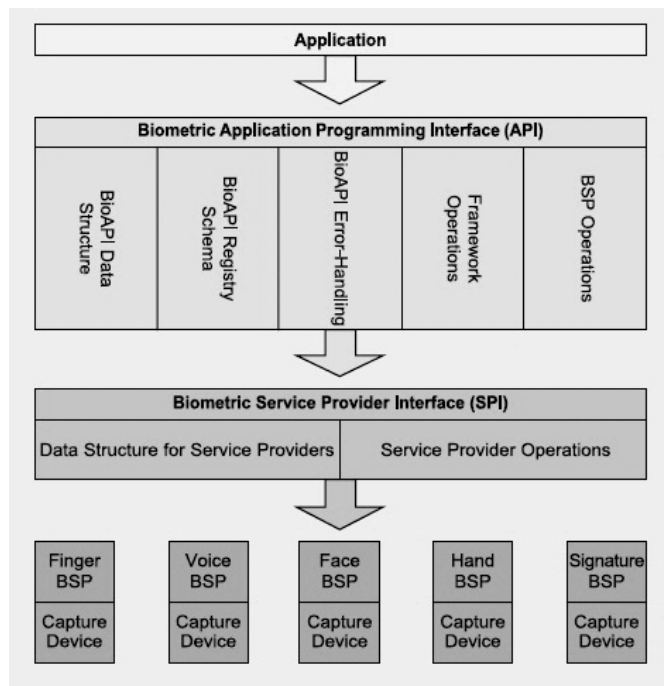 Application
Biometric Application Programming Interface (API)
BioAPI Data
Structure
BioAPI Registry
Schema
BioAPI Error-Handling
Framework
Operations
BSP Operations
Biometric Service Provider Interface (SPI)
Data Structure for Service Providers
Service Provider Operations
Finger
BSP
Capture
Device
Voice
BSP
Capture
Device
Face
BSP
Capture
Device
Hand
BSP
Capture
Device
Signature
BSP
Capture
Device